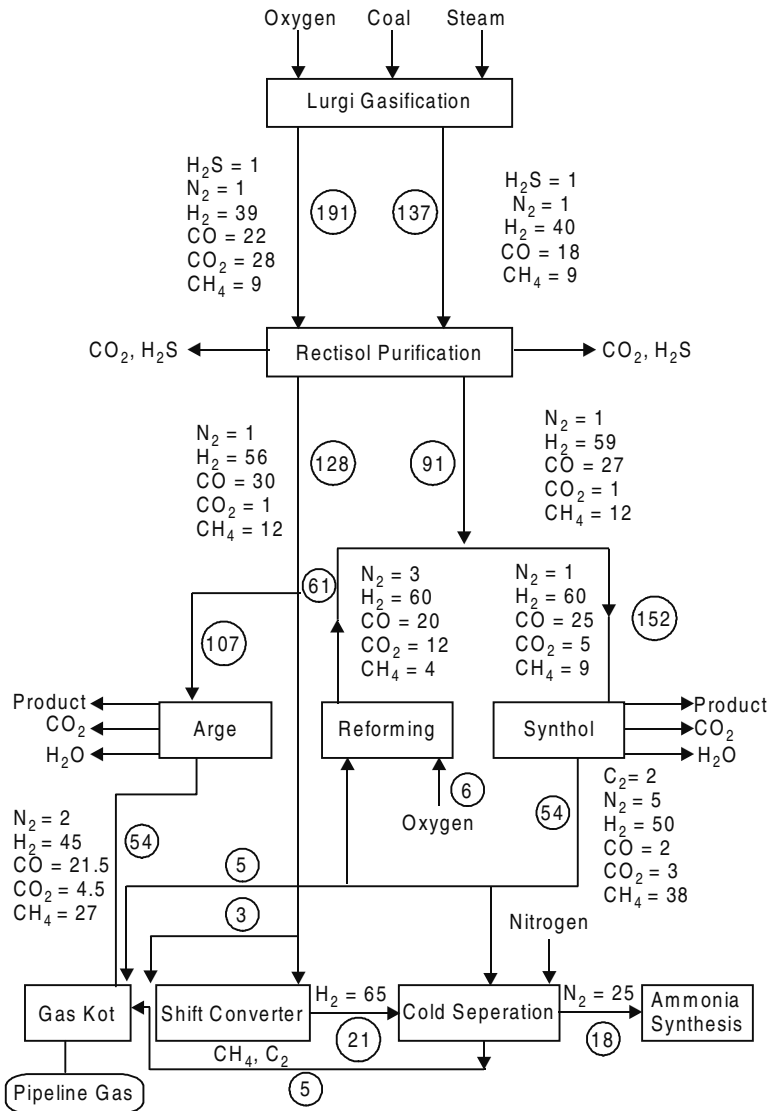 Oxygen Coal Steam
Lurgi Gasification
H₂S = 1
N₂ = 1
H₂ = 39
CO = 22
CO₂ = 28
CH₄ = 9
191
137
H₂S = 1
N₂ = 1
H₂ = 40
CO = 18
CH₄ = 9
CO₂, H₂S
Rectisol Purification
CO₂, H₂S
N₂ = 1
H₂ = 56
CO = 30
CO₂ = 1
CH₄ = 12
128
91
N₂ = 1
H₂ = 59
CO = 27
CO₂ = 1
CH₄ = 12
61
N₂ = 3
H₂ = 60
CO = 20
CO₂ = 12
CH₄ = 4
N₂ = 1
H₂ = 60
CO = 25
CO₂ = 5
CH₄ = 9
152
107
Product
CO₂
H₂O
Arge
Reforming
Synthol
Product
CO₂
H₂O
6
Oxygen
54
C₂= 2
N₂ = 5
H₂ = 50
CO = 2
CO₂ = 3
CH₄ = 38
N₂ = 2
H₂ = 45
CO = 21.5
CO₂ = 4.5
CH₄ = 27
54
5
3
Nitrogen
Gas Kot
Shift Converter
H₂ = 65
21
Cold Seperation
N₂ = 25
18
Ammonia
Synthesis
CH₄, C₂
5
Pipeline Gas